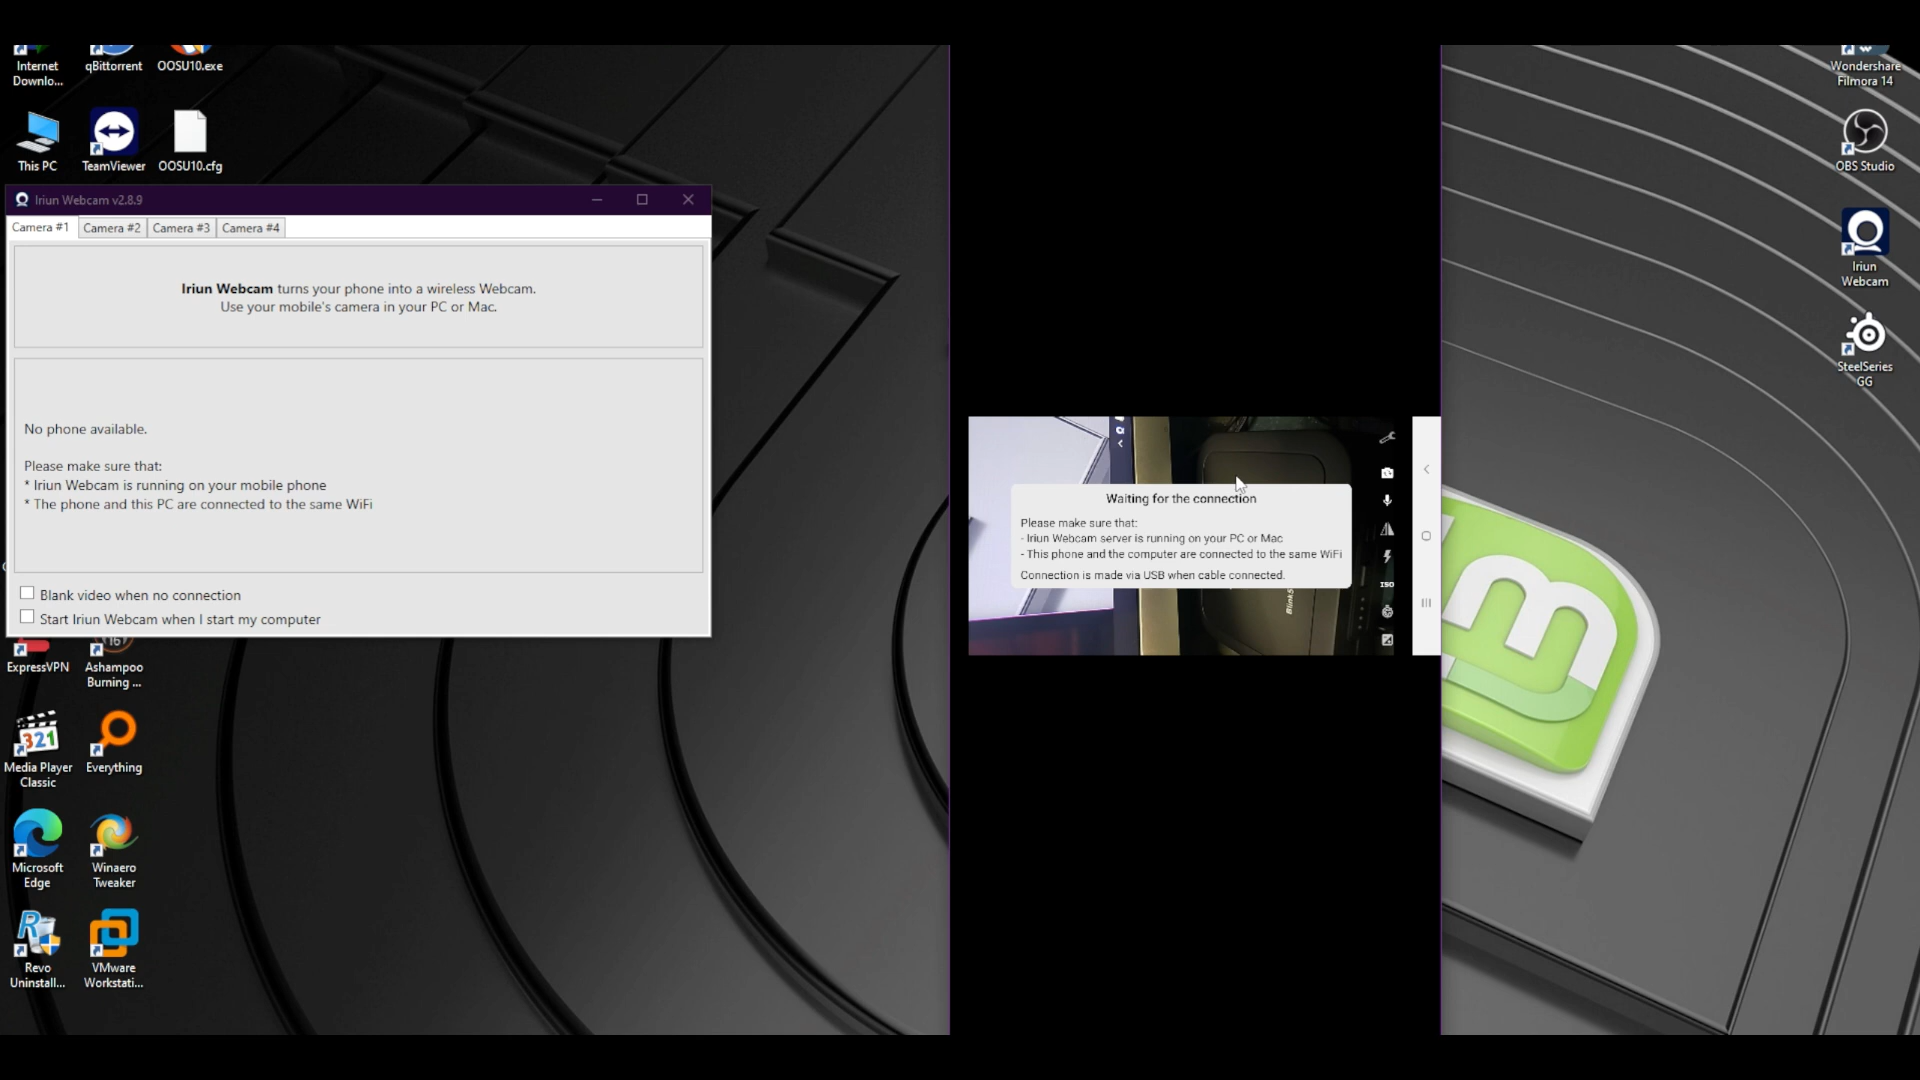 Internet
Downlo...
qBittorrent
OOSU10.exe
This PC
TeamViewer
OOSU10.cfg
Iriun Webcam v2.8.9
Camera #1
Camera #2
Camera #3
Camera #4
Iriun Webcam turns your phone into a wireless Webcam.
Use your mobile's camera in your PC or Mac.
No phone available.
Please make sure that:
* Iriun Webcam is running on your mobile phone
* The phone and this PC are connected to the same WiFi
Blank video when no connection
Start Iriun Webcam when I start my computer
ExpressVPN
Ashampoo
Burning ...
321
Media Player
Classic
Everything
Microsoft
Edge
Winaero
Tweaker
Revo
Uninstall...
VMware
Workstati...
Waiting for the connection
Please make sure that:
- Iriun Webcam server is running on your PC or Mac
- This phone and the computer are connected to the same WiFi
Connection is made via USB when cable connected.
ISO
Wondershare
Filmora 14
OBS Studio
Iriun
Webcam
SteelSeries
GG